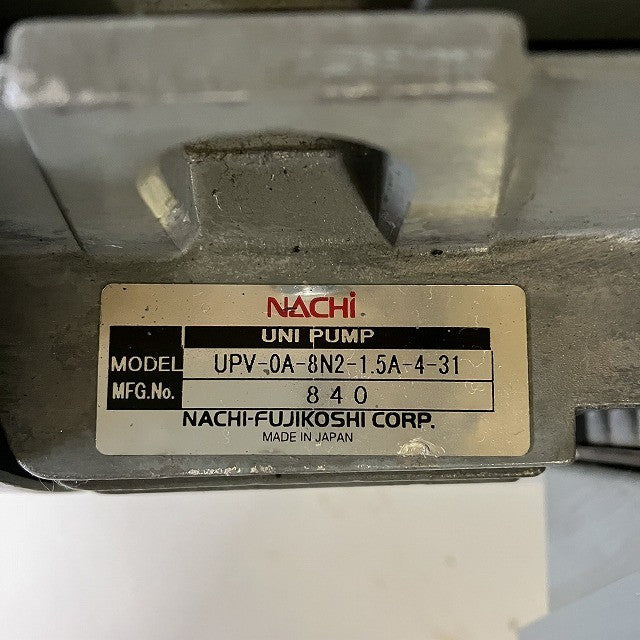 NACHi
UNI PUMP
MODEL UPV-0A-8N2-1.5A-4-31
MFG.No. 840
NACHI-FUJIKOSHI CORP.
MADE IN JAPAN